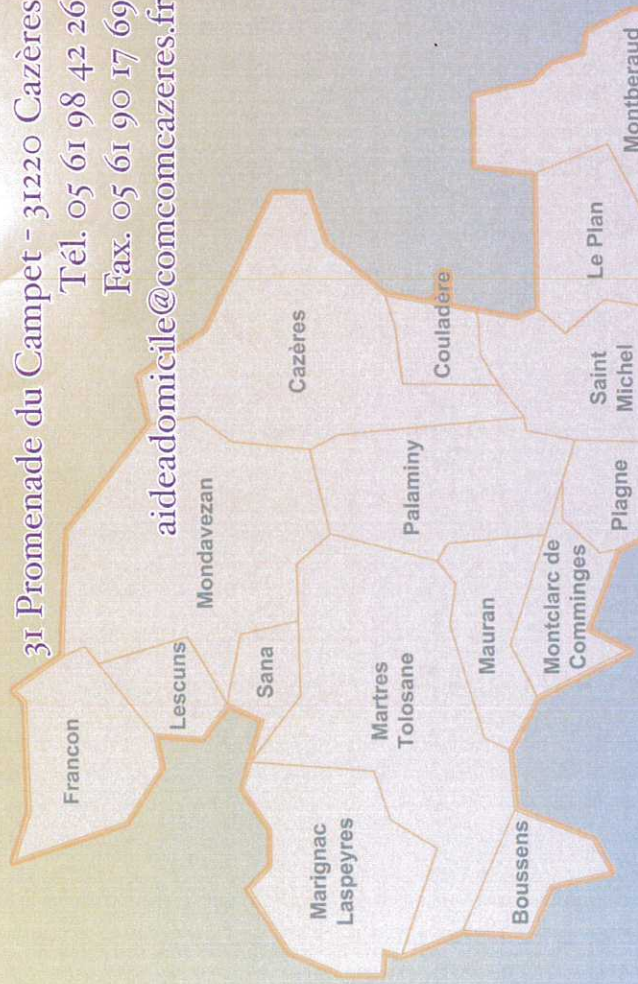 31 Promenade du Campet - 31220 Cazères
Tél. 05 61 98 42 26
Fax. 05 61 90 17 69
aideadomicile@comcomcazeres.fr
Francon
Lescuns
Mondavezan
Sana
Cazères
Marignac
Laspeyres
Martres
Tolosane
Palaminy
Couladère
Boussens
Mauran
Montclarc de
Comminges
Plagne
Saint
Michel
Le Plan
Montberaud